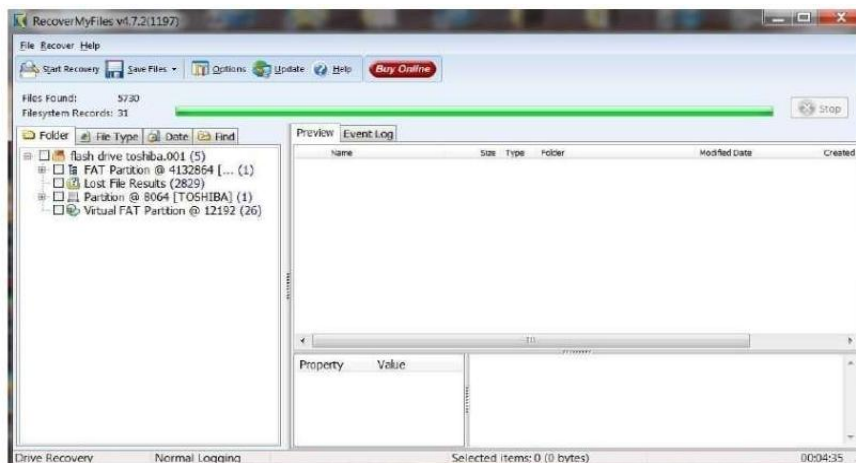 RecoverMyFiles v4.7.2(1197)
File Recover Help
Start Recovery Save Files Options Update Help Buy Online
Files Found: 5730
Filesystem Records: 31
Stop
Folder File Type Date Find
Preview Event Log
Name Size Type Folder Modified Date Created
flash drive toshiba.001 (5)
FAT Partition @ 4132864 [... (1)
Lost File Results (2829)
Partition @ 8064 [TOSHIBA] (1)
Virtual FAT Partition @ 12192 (26)
Property Value
Drive Recovery Normal Logging Selected items: 0 (0 bytes) 00:04:35